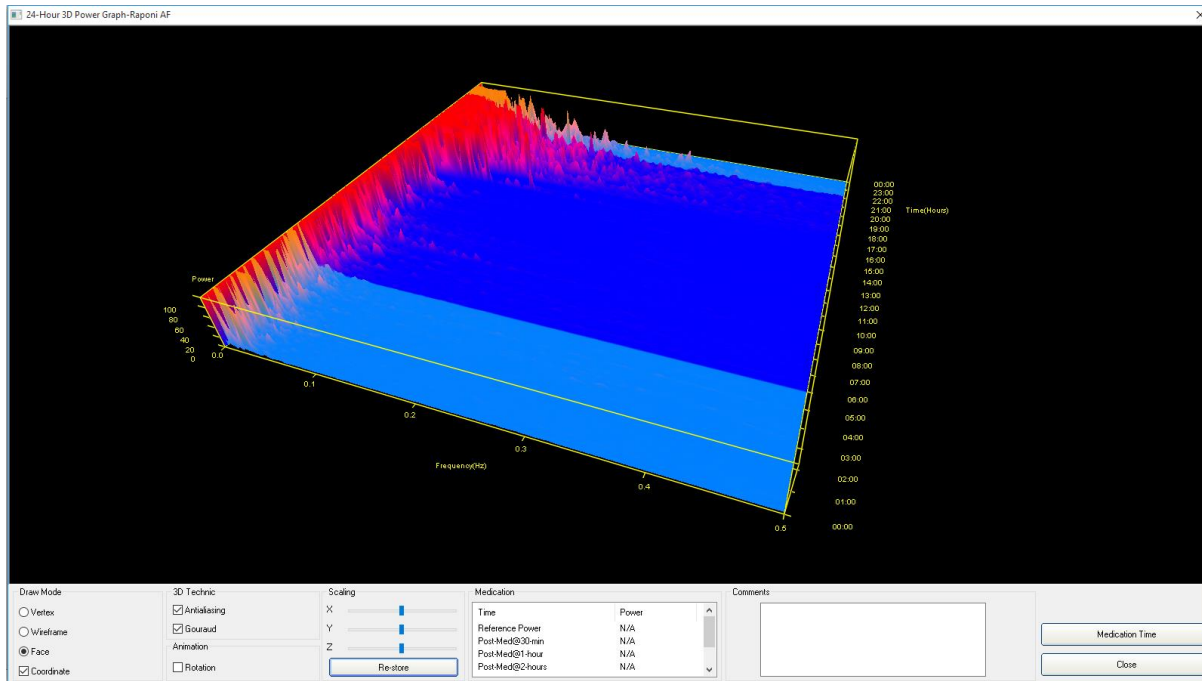 24-Hour 3D Power Graph-Raponi AF
Power
100
80
60
40
20
0
0.0
0.1
0.2
0.3
0.4
0.5
Frequency(Hz)
00:00
23:00
22:00
21:00
20:00
19:00
18:00
17:00
16:00
15:00
14:00
13:00
12:00
11:00
10:00
09:00
08:00
07:00
06:00
05:00
04:00
03:00
02:00
01:00
00:00
Time(Hours)
Draw Mode
Vertex
Wireframe
Face
Coordinate
3D Technic
Antialiasing
Gouraud
Animation
Rotation
Scaling
X
Y
Z
Re-store
Medication
Time Power
Reference Power N/A
Post-Med@30-min N/A
Post-Med@1-hour N/A
Post-Med@2-hours N/A
Comments
Medication Time
Close